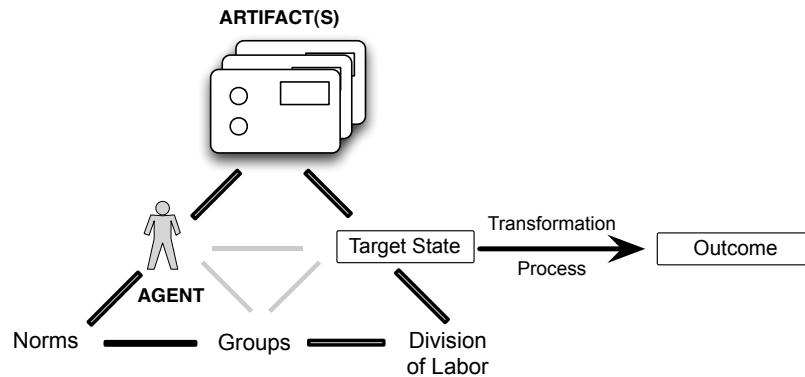 ARTIFACT(S)
Transformation
Target State
Outcome
Process
AGENT
Norms
Groups
Division
of Labor